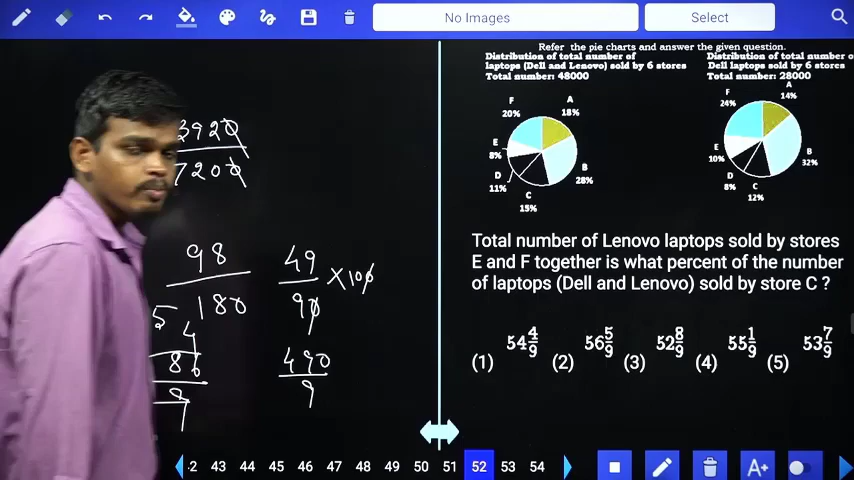 No Images
Select
Refer the pie charts and answer the given question.
Distribution of total number of
laptops (Dell and Lenovo) sold by 6 stores
Total number: 48000
Distribution of total number o
Dell laptops sold by 6 stores
Total number: 28000
F
20%
A
18%
E
8%
D
11%
C
15%
B
28%
F
24%
A
14%
E
10%
D
8%
C
12%
B
32%
3920
7200
98
180
49
90
×100
490
9
5
4
86
9
Total number of Lenovo laptops sold by stores
E and F together is what percent of the number
of laptops (Dell and Lenovo) sold by store C ?
(1) 54 4/9 (2) 56 5/9 (3) 52 8/9 (4) 55 1/9 (5) 53 7/9
2 43 44 45 46 47 48 49 50 51 52 53 54
A+